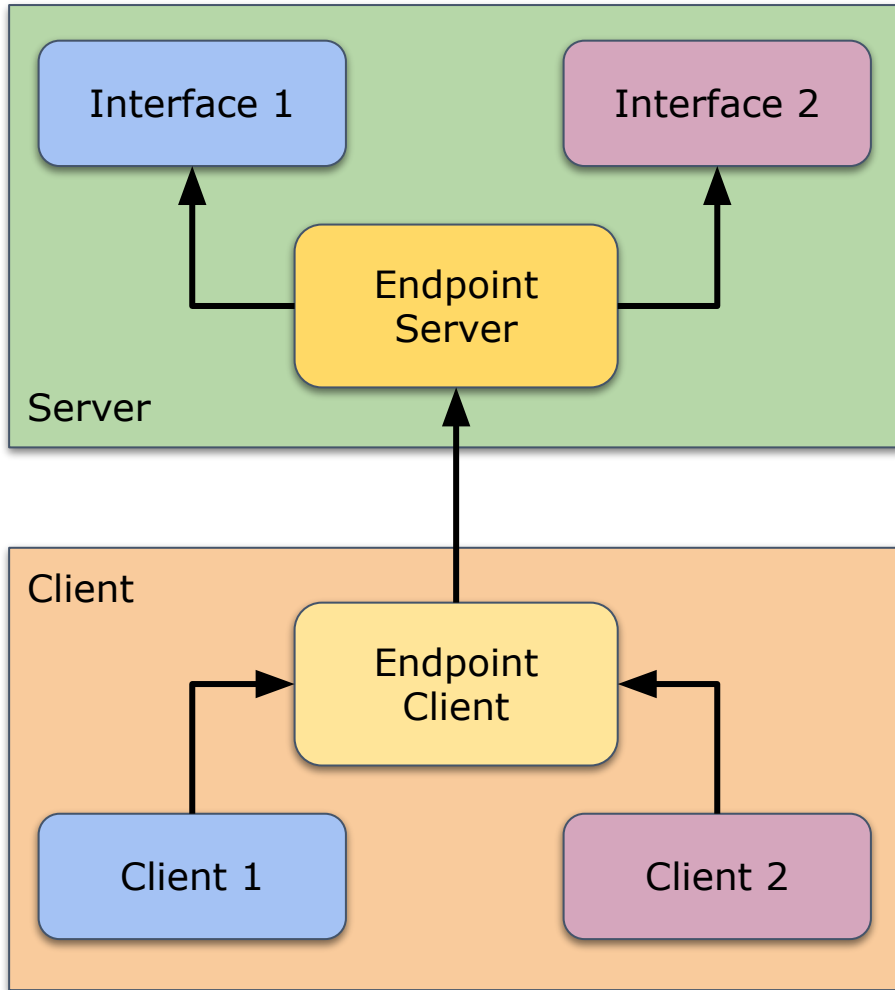 Interface 1
Interface 2
Endpoint
Server
Server
Client
Endpoint
Client
Client 1
Client 2